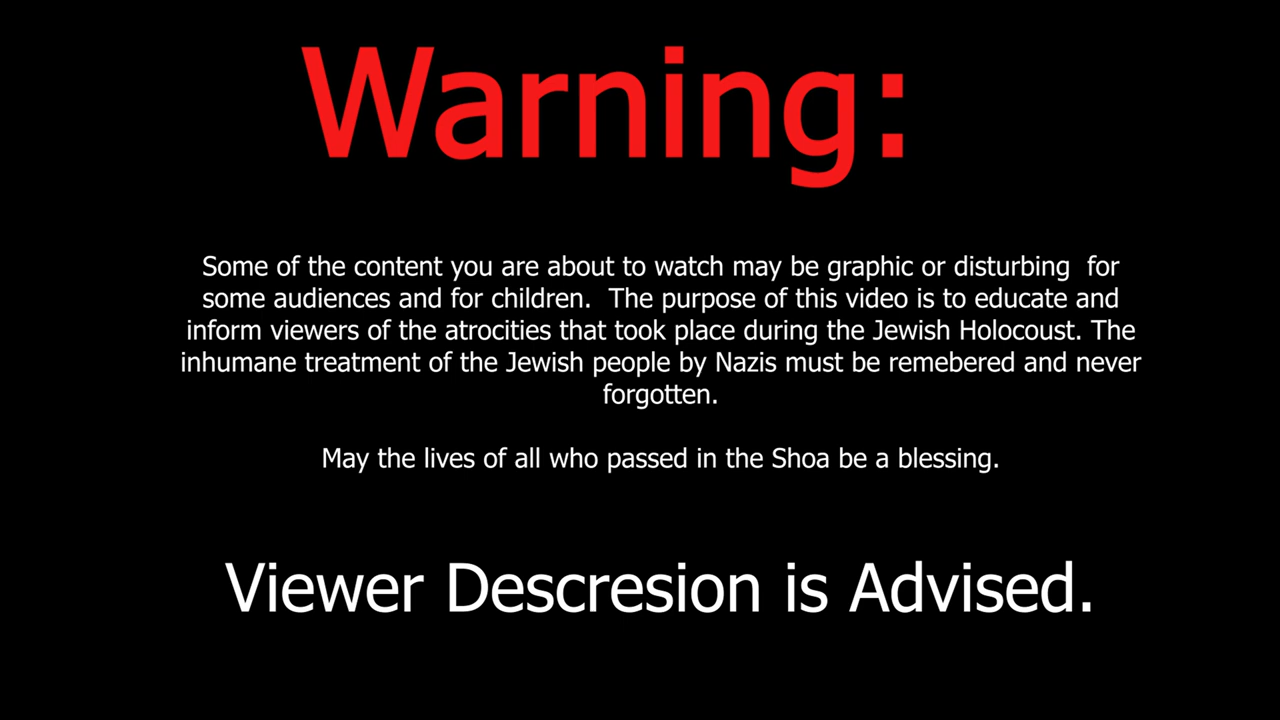 Warning:
Some of the content you are about to watch may be graphic or disturbing  for
some audiences and for children.  The purpose of this video is to educate and
inform viewers of the atrocities that took place during the Jewish Holocoust. The
inhumane treatment of the Jewish people by Nazis must be remebered and never
forgotten.
May the lives of all who passed in the Shoa be a blessing.
Viewer Descresion is Advised.